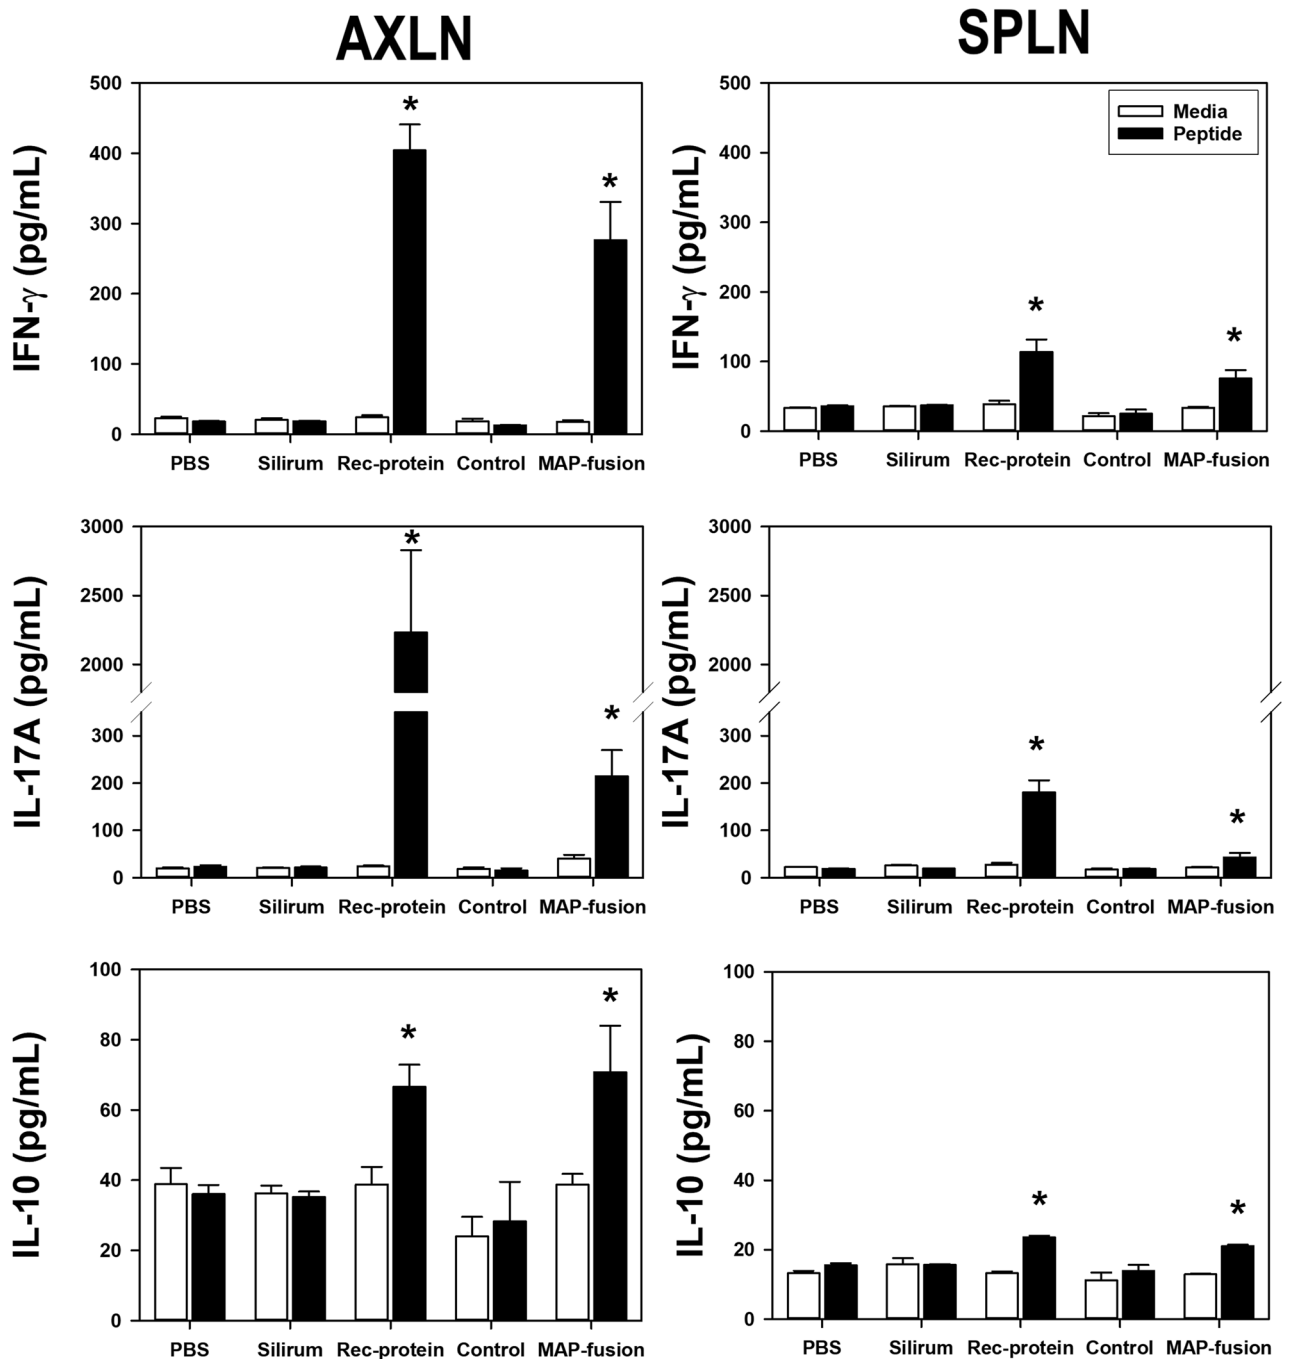 AXLN
SPLN
IFN-γ (pg/mL)
500
400
300
200
100
0
PBS Silirum Rec-protein Control MAP-fusion
* *
IFN-γ (pg/mL)
500
400
300
200
100
0
PBS Silirum Rec-protein Control MAP-fusion
* *
Media
Peptide
IL-17A (pg/mL)
3000
2500
2000
300
200
100
0
PBS Silirum Rec-protein Control MAP-fusion
* *
IL-17A (pg/mL)
3000
2500
2000
300
200
100
0
PBS Silirum Rec-protein Control MAP-fusion
* *
IL-10 (pg/mL)
100
80
60
40
20
0
PBS Silirum Rec-protein Control MAP-fusion
* *
IL-10 (pg/mL)
100
80
60
40
20
0
PBS Silirum Rec-protein Control MAP-fusion
* *